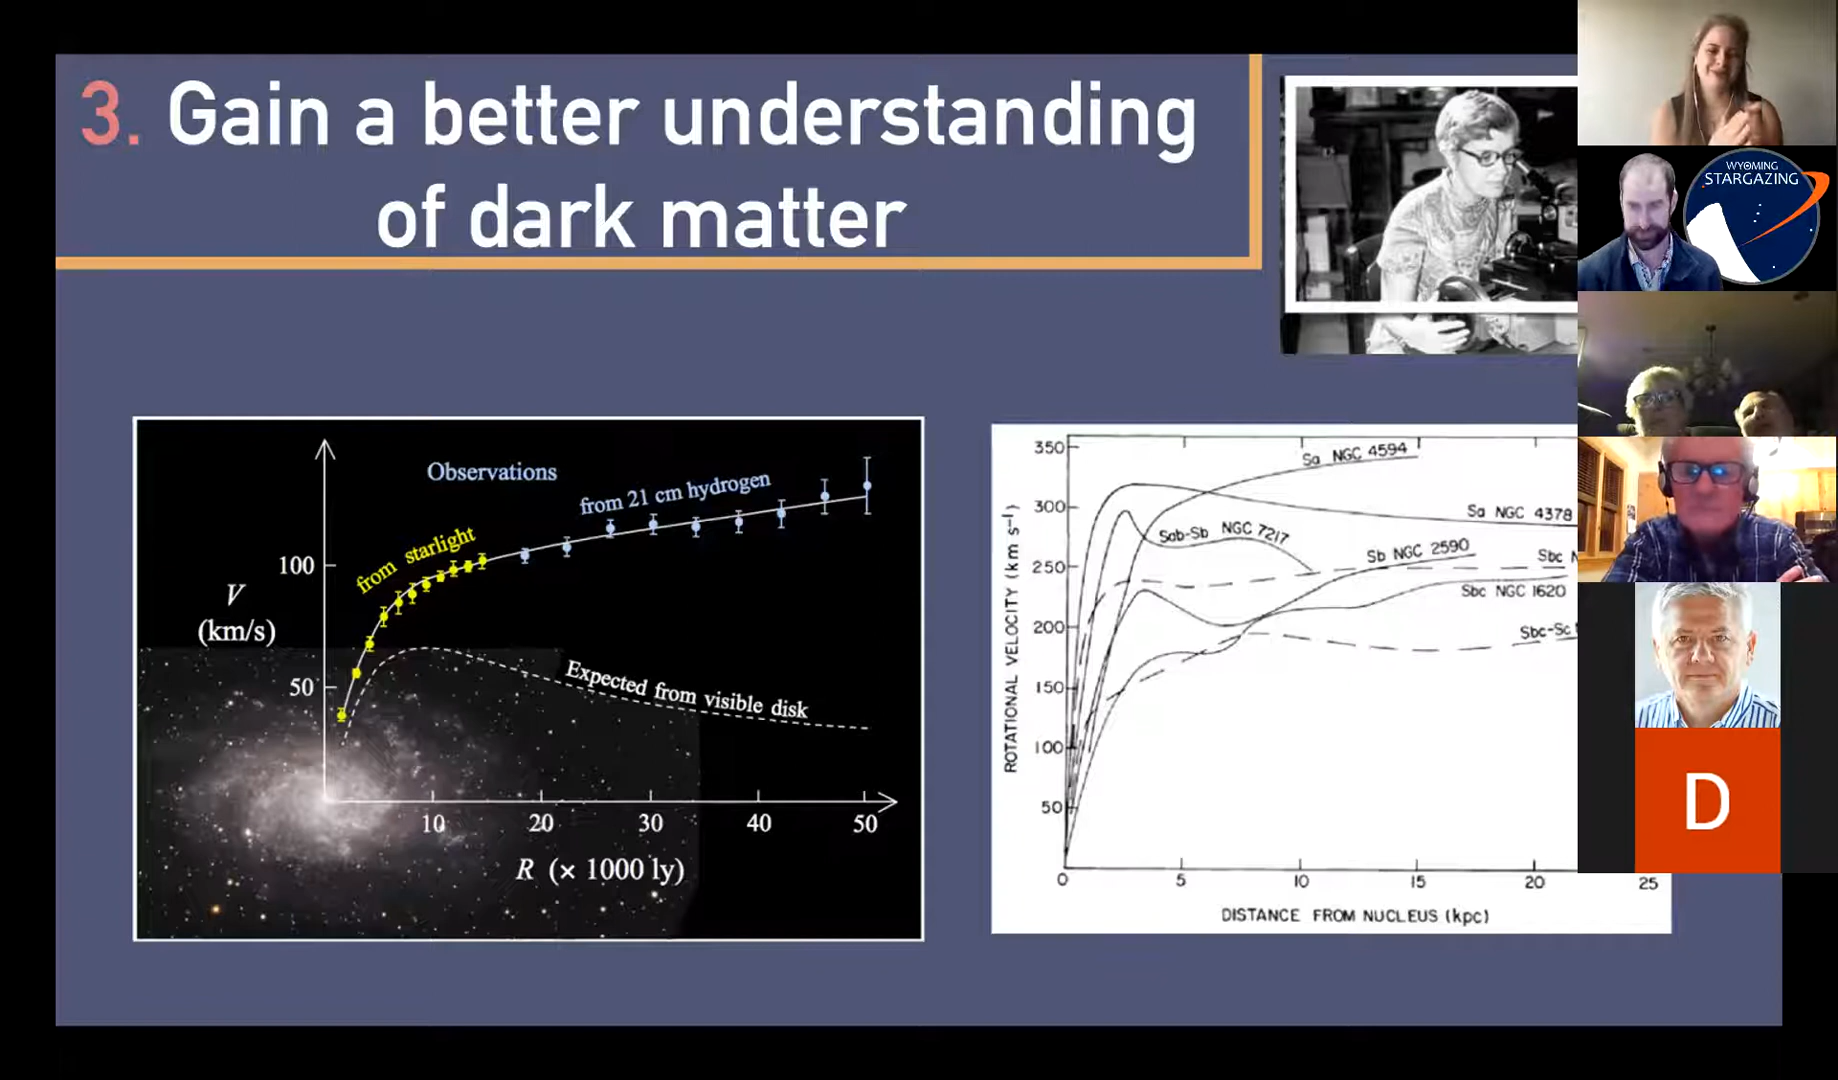 3. Gain a better understanding
of dark matter
WYOMING
STARGAZING
Observations
from 21 cm hydrogen
from starlight
100
V
(km/s)
50
Expected from visible disk
10 20 30 40 50
R (× 1000 ly)
350
300
250
200
150
100
50
ROTATIONAL VELOCITY (km s⁻¹)
Sa NGC 4594
Sa NGC 4378
Sab-Sb NGC 7217
Sb NGC 2590
Sbc
Sbc NGC 1620
Sbc-Sc
0 5 10 15 20 25
DISTANCE FROM NUCLEUS (kpc)
D